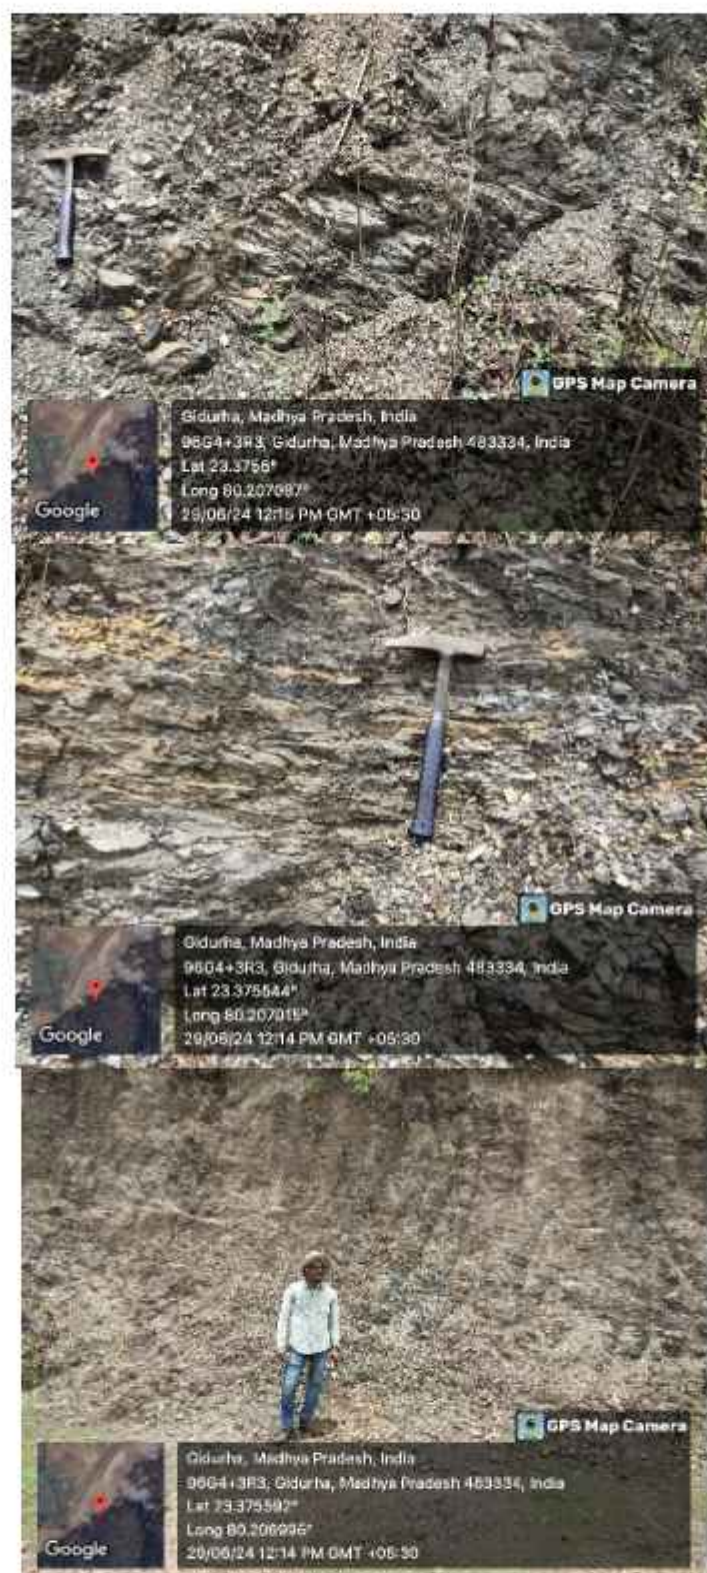 GPS Map Camera
Gidurha, Madhya Pradesh, India
96G4+3R3, Gidurha, Madhya Pradesh 483334, India
Lat 23.3756°
Long 80.207087°
29/06/24 12:15 PM GMT +05:30
Google
GPS Map Camera
Gidurha, Madhya Pradesh, India
96G4+3R3, Gidurha, Madhya Pradesh 483334, India
Lat 23.375544°
Long 80.207015°
29/06/24 12:14 PM GMT +05:30
Google
GPS Map Camera
Gidurha, Madhya Pradesh, India
96G4+3R3, Gidurha, Madhya Pradesh 483334, India
Lat 23.375592°
Long 80.206996°
29/06/24 12:14 PM GMT +05:30
Google